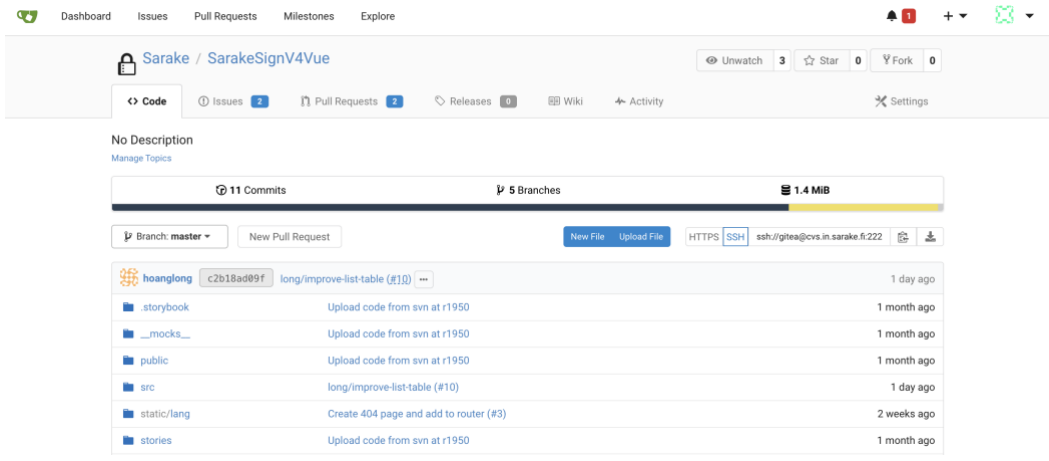 Dashboard Issues Pull Requests Milestones Explore 1
Sarake / SarakeSignV4Vue Unwatch 3 Star 0 Fork 0
Code Issues 2 Pull Requests 2 Releases 0 Wiki Activity Settings
No Description
Manage Topics
11 Commits 5 Branches 1.4 MiB
Branch: master New Pull Request New File Upload File HTTPS SSH ssh://gitea@cvs.in.sarake.fi:222
hoanglong c2b18ad09f long/improve-list-table (#10) 1 day ago
.storybook Upload code from svn at r1950 1 month ago
__mocks__ Upload code from svn at r1950 1 month ago
public Upload code from svn at r1950 1 month ago
src long/improve-list-table (#10) 1 day ago
static/lang Create 404 page and add to router (#3) 2 weeks ago
stories Upload code from svn at r1950 1 month ago